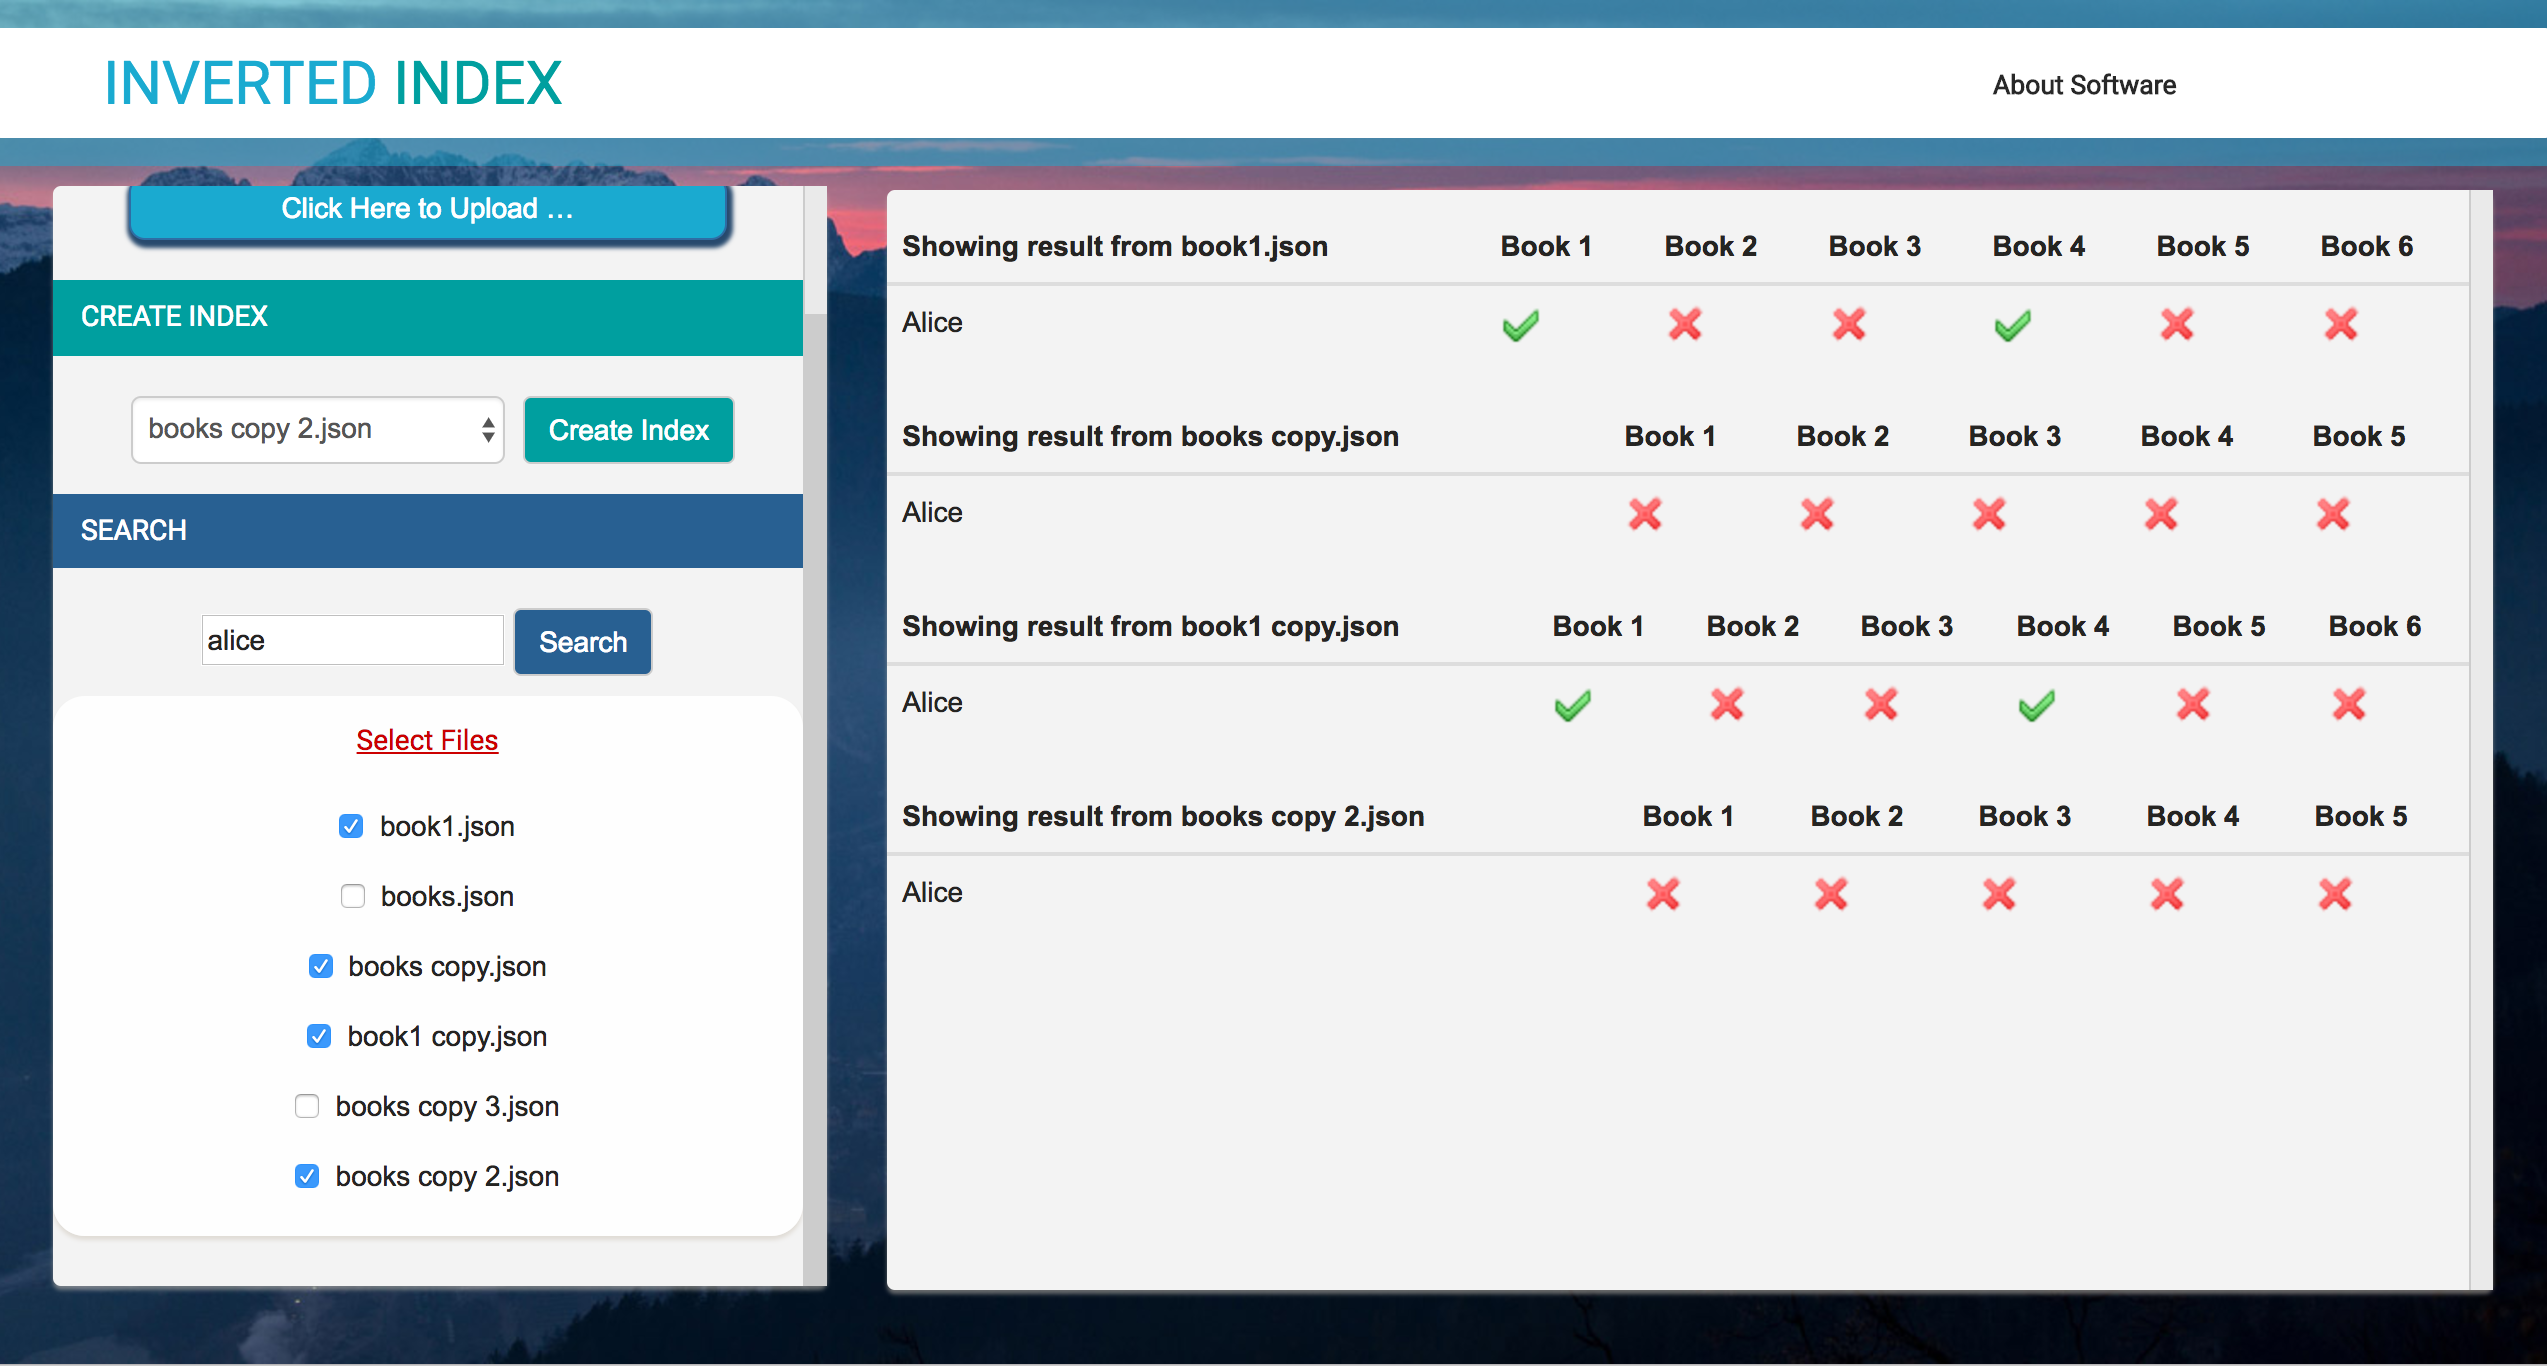 INVERTED INDEX
About Software
Click Here to Upload ...
CREATE INDEX
books copy 2.json
Create Index
SEARCH
alice
Search
Select Files
book1.json
books.json
books copy.json
book1 copy.json
books copy 3.json
books copy 2.json
Showing result from book1.json Book 1 Book 2 Book 3 Book 4 Book 5 Book 6
Alice
Showing result from books copy.json Book 1 Book 2 Book 3 Book 4 Book 5
Alice
Showing result from book1 copy.json Book 1 Book 2 Book 3 Book 4 Book 5 Book 6
Alice
Showing result from books copy 2.json Book 1 Book 2 Book 3 Book 4 Book 5
Alice